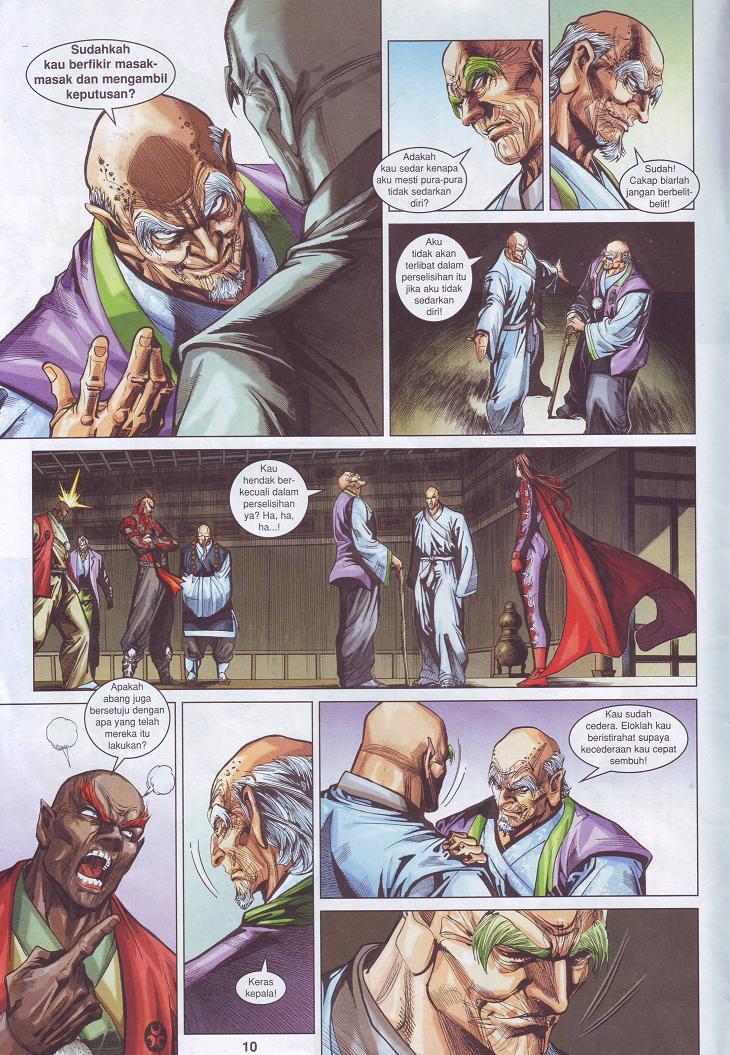 Sudahkah
kau berfikir masak-
masak dan mengambil
keputusan?
Adakah
kau sedar kenapa
aku mesti pura-pura
tidak sedarkan
diri?
Sudah!
Cakap biarlah
jangan berbelit-
belit!
Aku
tidak akan
terlibat dalam
perselisihan itu
jika aku tidak
sedarkan
diri!
Kau
hendak ber-
kecuali dalam
perselisihan
ya? Ha, ha,
ha...!
Apakah
abang juga
bersetuju dengan
apa yang telah
mereka itu
lakukan?
Keras
kepala!
Kau sudah
cedera. Eloklah kau
beristirahat supaya
kecederaan kau cepat
sembuh!
10